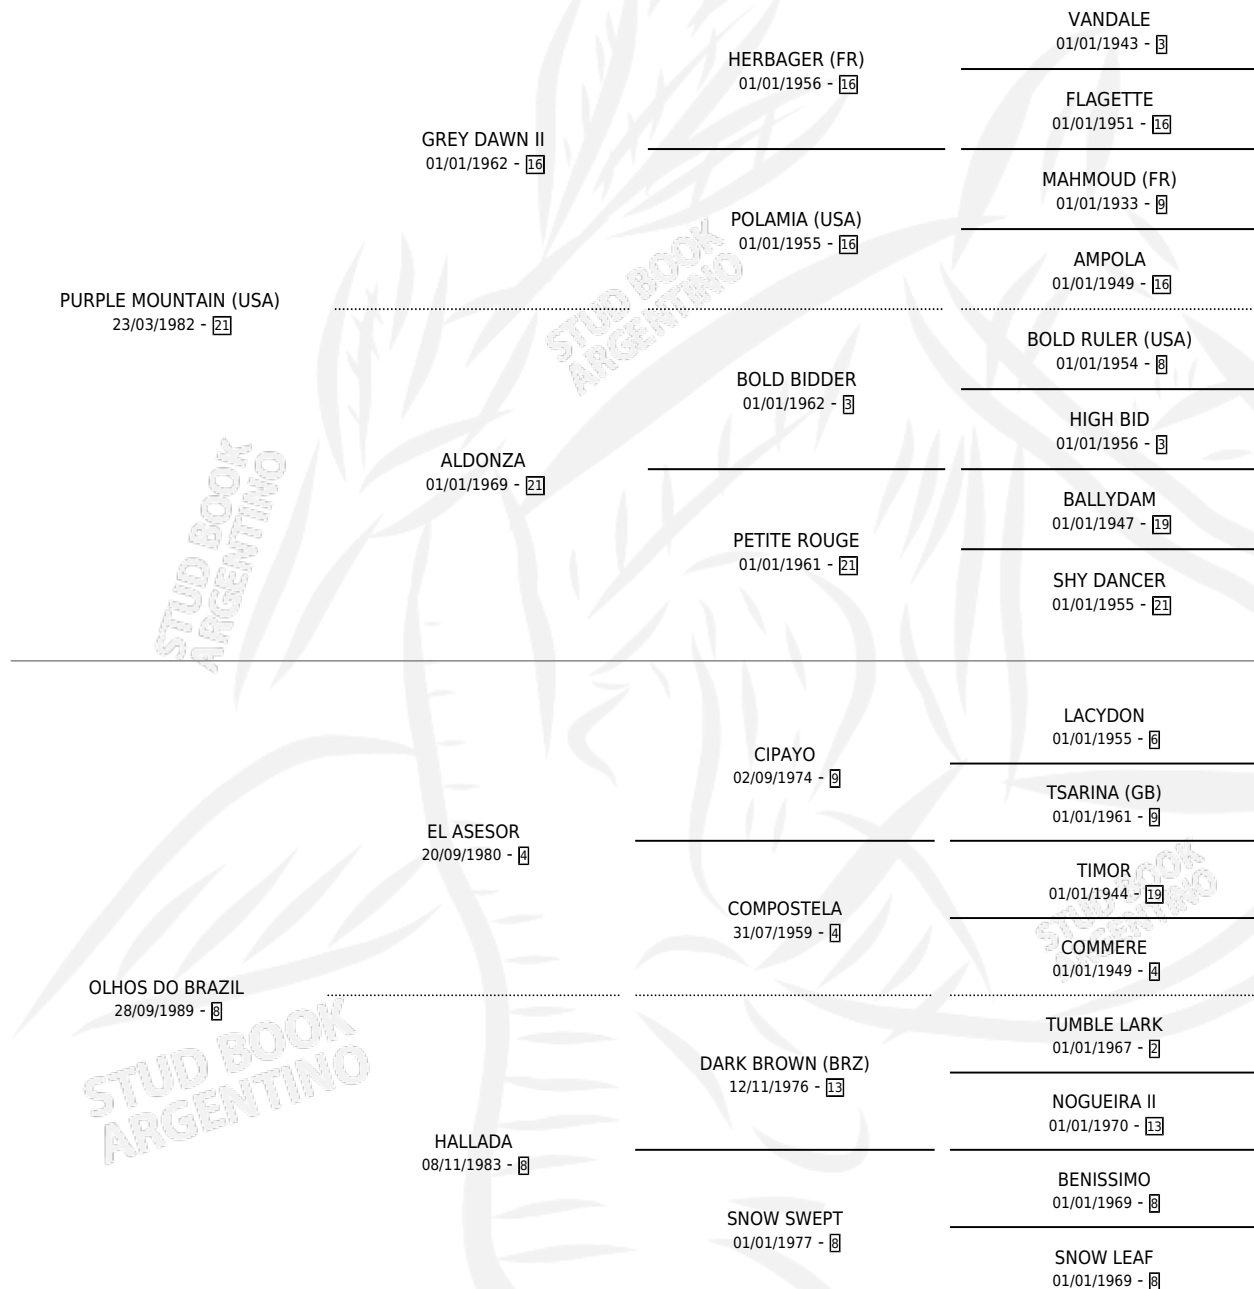 VANDALE
01/01/1943 - 3
HERBAGER (FR)
01/01/1956 - 16
FLAGETTE
01/01/1951 - 16
GREY DAWN II
01/01/1962 - 16
MAHMOUD (FR)
01/01/1933 - 9
POLAMIA (USA)
01/01/1955 - 16
AMPOLA
01/01/1949 - 16
PURPLE MOUNTAIN (USA)
23/03/1982 - 21
STUD BOOK
ARGENTINO
BOLD RULER (USA)
01/01/1954 - 8
BOLD BIDDER
01/01/1962 - 3
HIGH BID
01/01/1956 - 3
ALDONZA
01/01/1969 - 21
BALLYDAM
01/01/1947 - 19
PETITE ROUGE
01/01/1961 - 21
SHY DANCER
01/01/1955 - 21
STUD BOOK
ARGENTINO
LACYDON
01/01/1955 - 6
CIPAYO
02/09/1974 - 9
TSARINA (GB)
01/01/1961 - 9
EL ASESOR
20/09/1980 - 4
TIMOR
01/01/1944 - 19
COMPOSTELA
31/07/1959 - 4
COMMERE
01/01/1949 - 4
STUD BOOK
ARGENTINO
OLHOS DO BRAZIL
28/09/1989 - 8
TUMBLE LARK
01/01/1967 - 2
DARK BROWN (BRZ)
12/11/1976 - 13
NOGUEIRA II
01/01/1970 - 13
STUD BOOK
ARGENTINO
HALLADA
08/11/1983 - 8
BENISSIMO
01/01/1969 - 8
SNOW SWEPT
01/01/1977 - 8
SNOW LEAF
01/01/1969 - 8